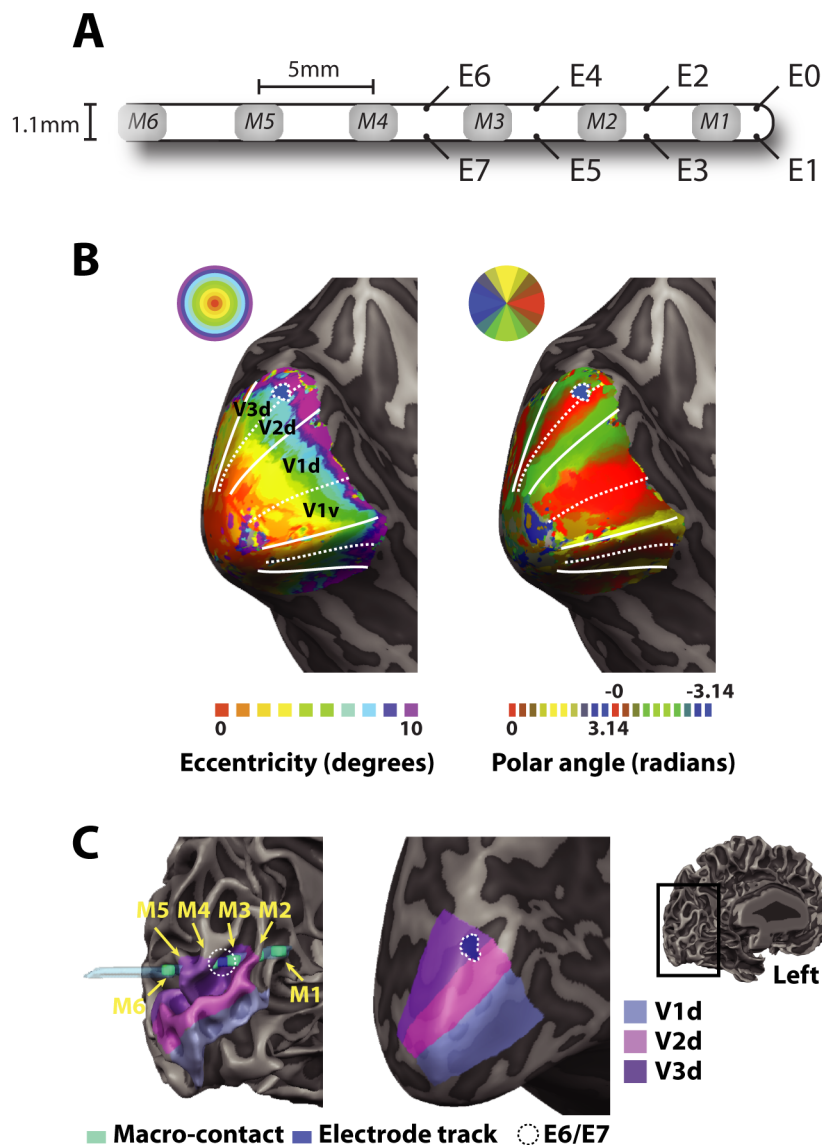 A
5mm
E6 E4 E2 E0
1.1mm
M6 M5 M4 M3 M2 M1
E7 E5 E3 E1
B
V3d
V2d
V1d
V1v
0 10
Eccentricity (degrees)
-0 -3.14
0 3.14
Polar angle (radians)
C
M5 M4 M3 M2
M1
M6
Left
V1d
V2d
V3d
Macro-contact Electrode track E6/E7